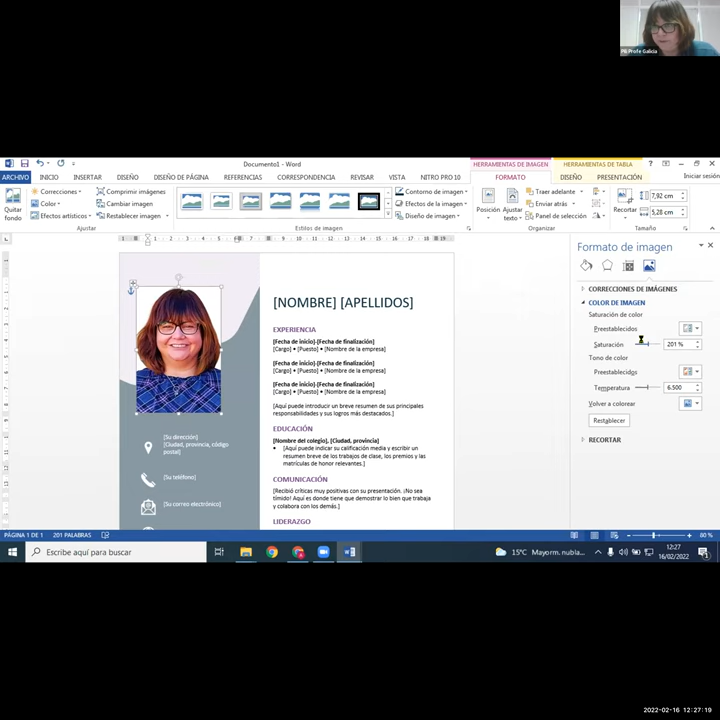 PB Profe Galicia
Documento1 - Word
HERRAMIENTAS DE IMAGEN
HERRAMIENTAS DE TABLA
ARCHIVO INICIO INSERTAR DISEÑO DISEÑO DE PÁGINA REFERENCIAS CORRESPONDENCIA REVISAR VISTA NITRO PRO 10 FORMATO DISEÑO PRESENTACIÓN Iniciar sesión
Quitar fondo
Correcciones
Color
Efectos artísticos
Comprimir imágenes
Cambiar imagen
Restablecer imagen
Contorno de imagen
Efectos de la imagen
Diseño de imagen
Posición
Ajustar texto
Traer adelante
Enviar atrás
Panel de selección
Recortar
7,92 cm
5,28 cm
Ajustar
Estilos de imagen
Organizar
Tamaño
[NOMBRE] [APELLIDOS]
EXPERIENCIA
[Fecha de inicio]-[Fecha de finalización]
[Cargo] • [Puesto] • [Nombre de la empresa]
[Fecha de inicio]-[Fecha de finalización]
[Cargo] • [Puesto] • [Nombre de la empresa]
[Fecha de inicio]-[Fecha de finalización]
[Cargo] • [Puesto] • [Nombre de la empresa]
[Aquí puede introducir un breve resumen de sus principales
responsabilidades y sus logros más destacados.]
EDUCACIÓN
[Nombre del colegio], [Ciudad, provincia]
• [Aquí puede indicar su calificación media y escribir un
resumen breve de los trabajos de clase, los premios y las
matrículas de honor relevantes.]
COMUNICACIÓN
[Recibió críticas muy positivas con su presentación. ¡No sea
tímido! Aquí es donde tiene que demostrar lo bien que trabaja
y colabora con los demás.]
LIDERAZGO
[Su dirección]
[Ciudad, provincia, código
postal]
[Su teléfono]
[Su correo electrónico]
Formato de imagen
CORRECCIONES DE IMÁGENES
COLOR DE IMAGEN
Saturación de color
Preestablecidos
Saturación 201 %
Tono de color
Preestablecidos
Temperatura 6.500
Volver a colorear
Restablecer
RECORTAR
PÁGINA 1 DE 1 201 PALABRAS 80 %
Escribe aquí para buscar
15°C Mayorm. nubla...
12:27
16/02/2022
2022-02-16 12:27:19